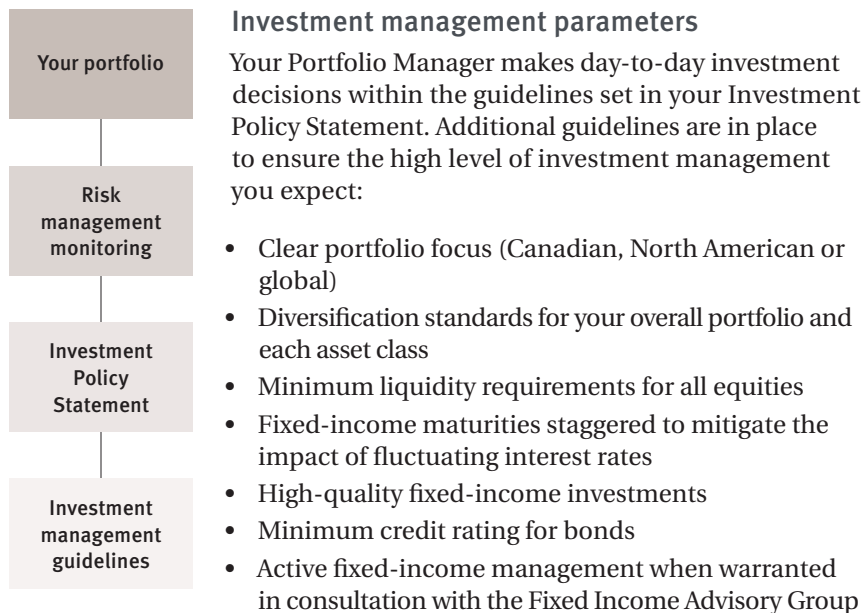 Your portfolio
Risk
management
monitoring
Investment
Policy
Statement
Investment
management
guidelines
Investment management parameters
Your Portfolio Manager makes day-to-day investment
decisions within the guidelines set in your Investment
Policy Statement. Additional guidelines are in place
to ensure the high level of investment management
you expect:
• Clear portfolio focus (Canadian, North American or
global)
• Diversification standards for your overall portfolio and
each asset class
• Minimum liquidity requirements for all equities
• Fixed-income maturities staggered to mitigate the
impact of fluctuating interest rates
• High-quality fixed-income investments
• Minimum credit rating for bonds
• Active fixed-income management when warranted
in consultation with the Fixed Income Advisory Group